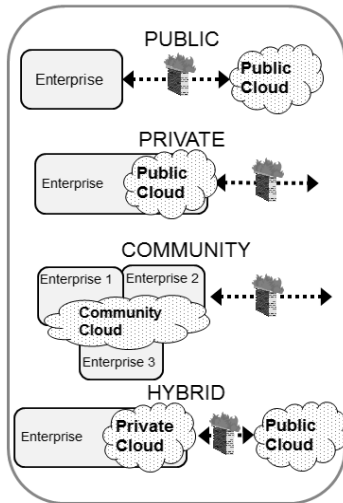 PUBLIC
Enterprise
Public
Cloud
PRIVATE
Enterprise
Public
Cloud
COMMUNITY
Enterprise 1
Enterprise 2
Community
Cloud
Enterprise 3
HYBRID
Enterprise
Private
Cloud
Public
Cloud